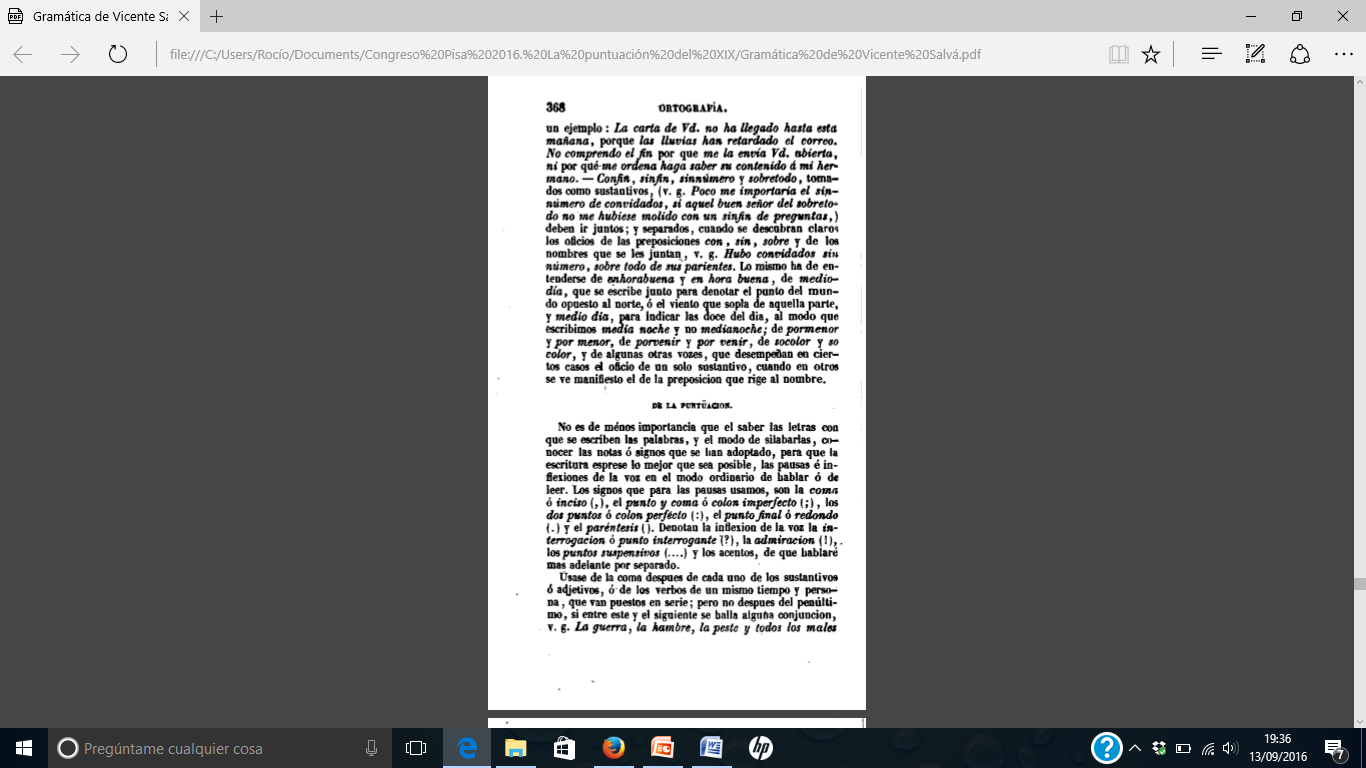 Gramática de Vicente Sa
file:///C:/Users/Rocío/Documents/Congreso%20Pisa%202016.%20La%20puntuación%20del%20XIX/Gramática%20de%20Vicente%20Salvá.pdf
368 ORTOGRAFÍA.
un ejemplo : La carta de Vd. no ha llegado hasta esta
mañana, porque las lluvias han retardado el correo.
No comprendo el fin por que me la envía Vd. abierta,
ni por qué me ordena haga saber su contenido á mi her-
mano. — Confin, sinfin, sinnúmero y sobretodo, toma-
dos como sustantivos, (v. g. Poco me importaría el sin-
número de convidados, si aquel buen señor del sobreto-
do no me hubiese molido con un sinfin de preguntas,)
deben ir juntos; y separados, cuando se descubran claros
los oficios de las preposiciones con, sin, sobre y de los
nombres que se les juntan, v. g. Hubo convidados sin
número, sobre todo de sus parientes. Lo mismo ha de en-
tenderse de enhorabuena y en hora buena, de medio-
día, que se escribe junto para denotar el punto del mun-
do opuesto al norte, ó el viento que sopla de aquella parte,
y medio dia, para indicar las doce del dia, al modo que
escribimos media noche y no medianoche; de pormenor
y por menor, de porvenir y por venir, de socolor y so
color, y de algunas otras vozes, que desempeñan en cier-
tos casos el oficio de un solo sustantivo, cuando en otros
se ve manifiesto el de la preposicion que rige al nombre.
DE LA PUNTÜACION.
No es de ménos importancia que el saber las letras con
que se escriben las palabras, y el modo de silabarlas, co-
nocer las notas ó signos que se han adoptado, para que la
escritura esprese lo mejor que sea posible, las pausas é in-
flexiones de la voz en el modo ordinario de hablar ó de
leer. Los signos que para las pausas usamos, son la coma
ó inciso (,), el punto y coma ó colon imperfecto (;), los
dos puntos ó colon perfecto (:), el punto final ó redondo
(.) y el paréntesis (). Denotan la inflexion de la voz la in-
terrogacion ó punto interrogante (?), la admiracion (!),
los puntos suspensivos (....) y los acentos, de que hablaré
mas adelante por separado.
Úsase de la coma despues de cada uno de los sustantivos
ó adjetivos, ó de los verbos de un mismo tiempo y perso-
na, que van puestos en serie; pero no despues del penúlti-
mo, si entre este y el siguiente se halla alguna conjuncion,
v. g. La guerra, la hambre, la peste y todos los males
Pregúntame cualquier cosa
19:36
13/09/2016
7